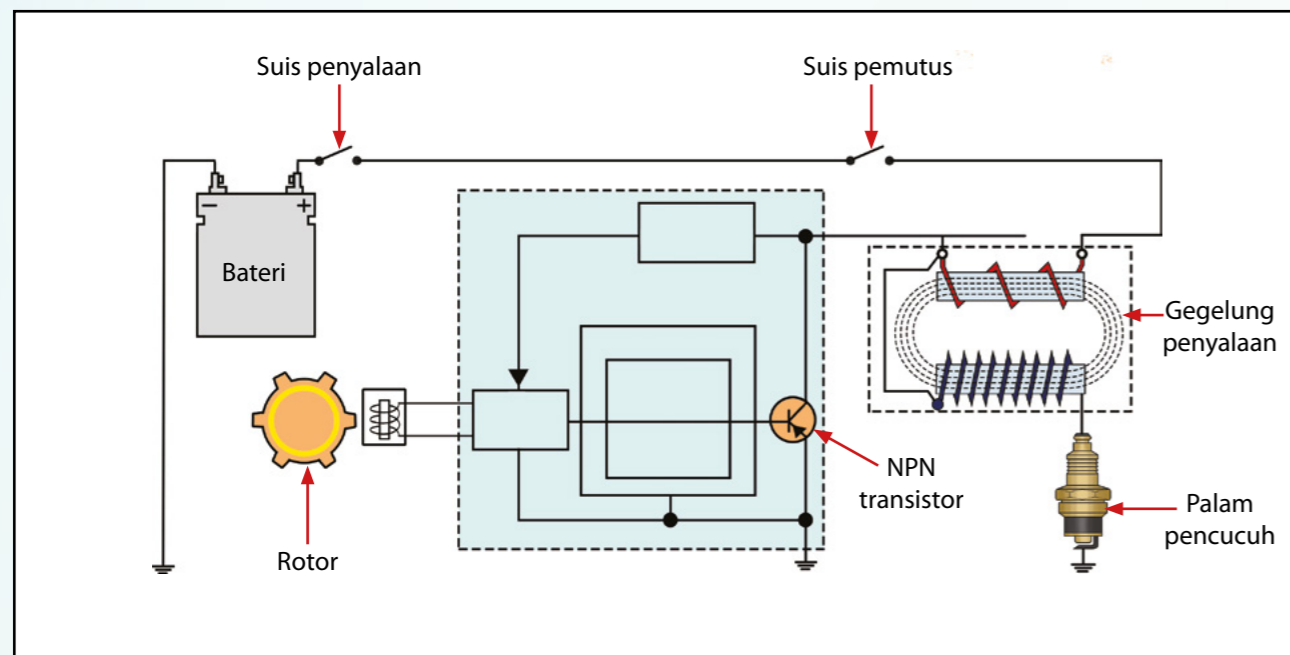 Suis penyalaan
Suis pemutus
− +
Bateri
Gegelung
penyalaan
NPN
transistor
Palam
pencucuh
Rotor